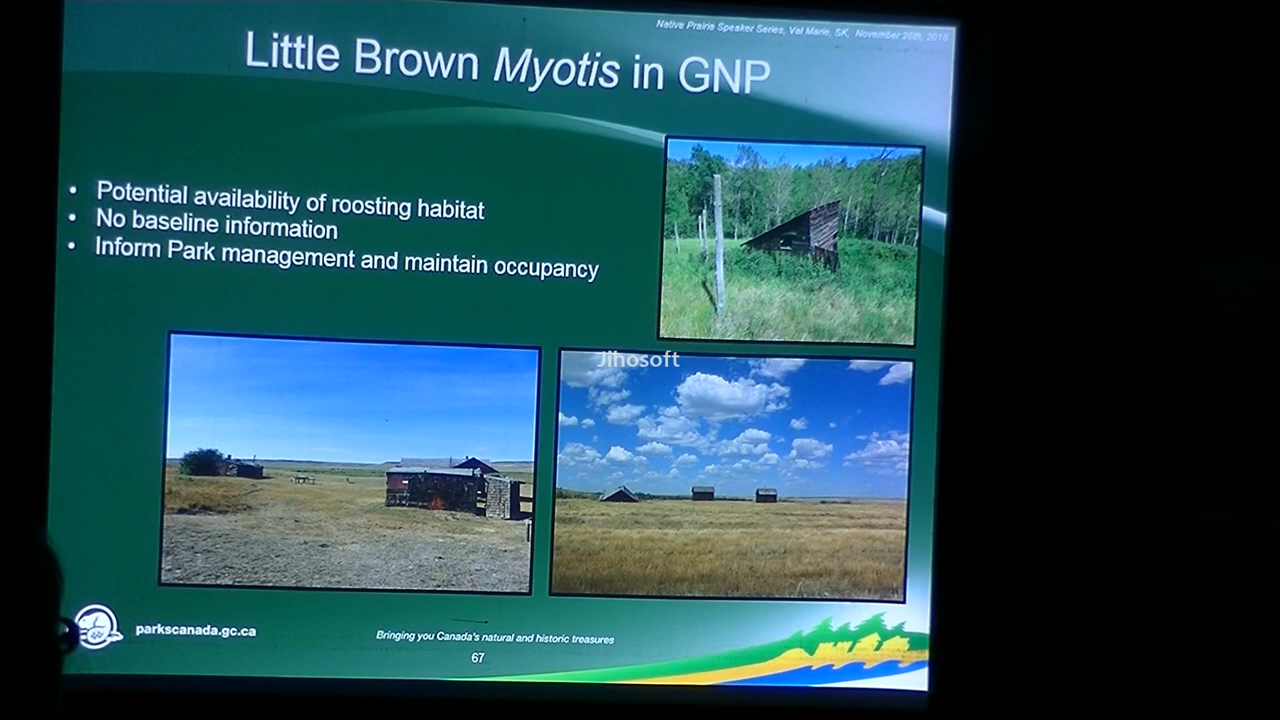 Native Prairie Speaker Series, Val Marie, SK, November 26th, 2015
Little Brown Myotis in GNP
• Potential availability of roosting habitat
• No baseline information
• Inform Park management and maintain occupancy
Jihosoft
parkscanada.gc.ca
Bringing you Canada's natural and historic treasures
67